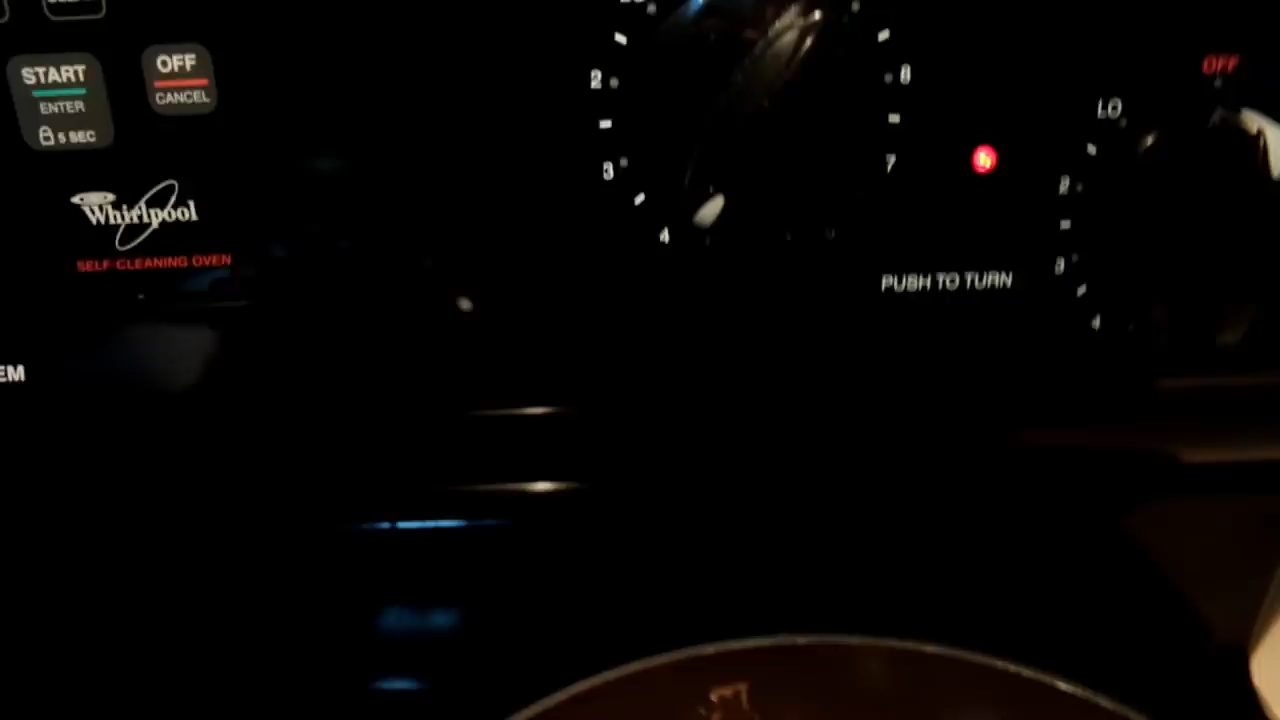 START
ENTER
5 SEC
OFF
CANCEL
Whirlpool
SELF-CLEANING OVEN
EM
2
3
4
8
7
PUSH TO TURN
OFF
LO
2
3
4